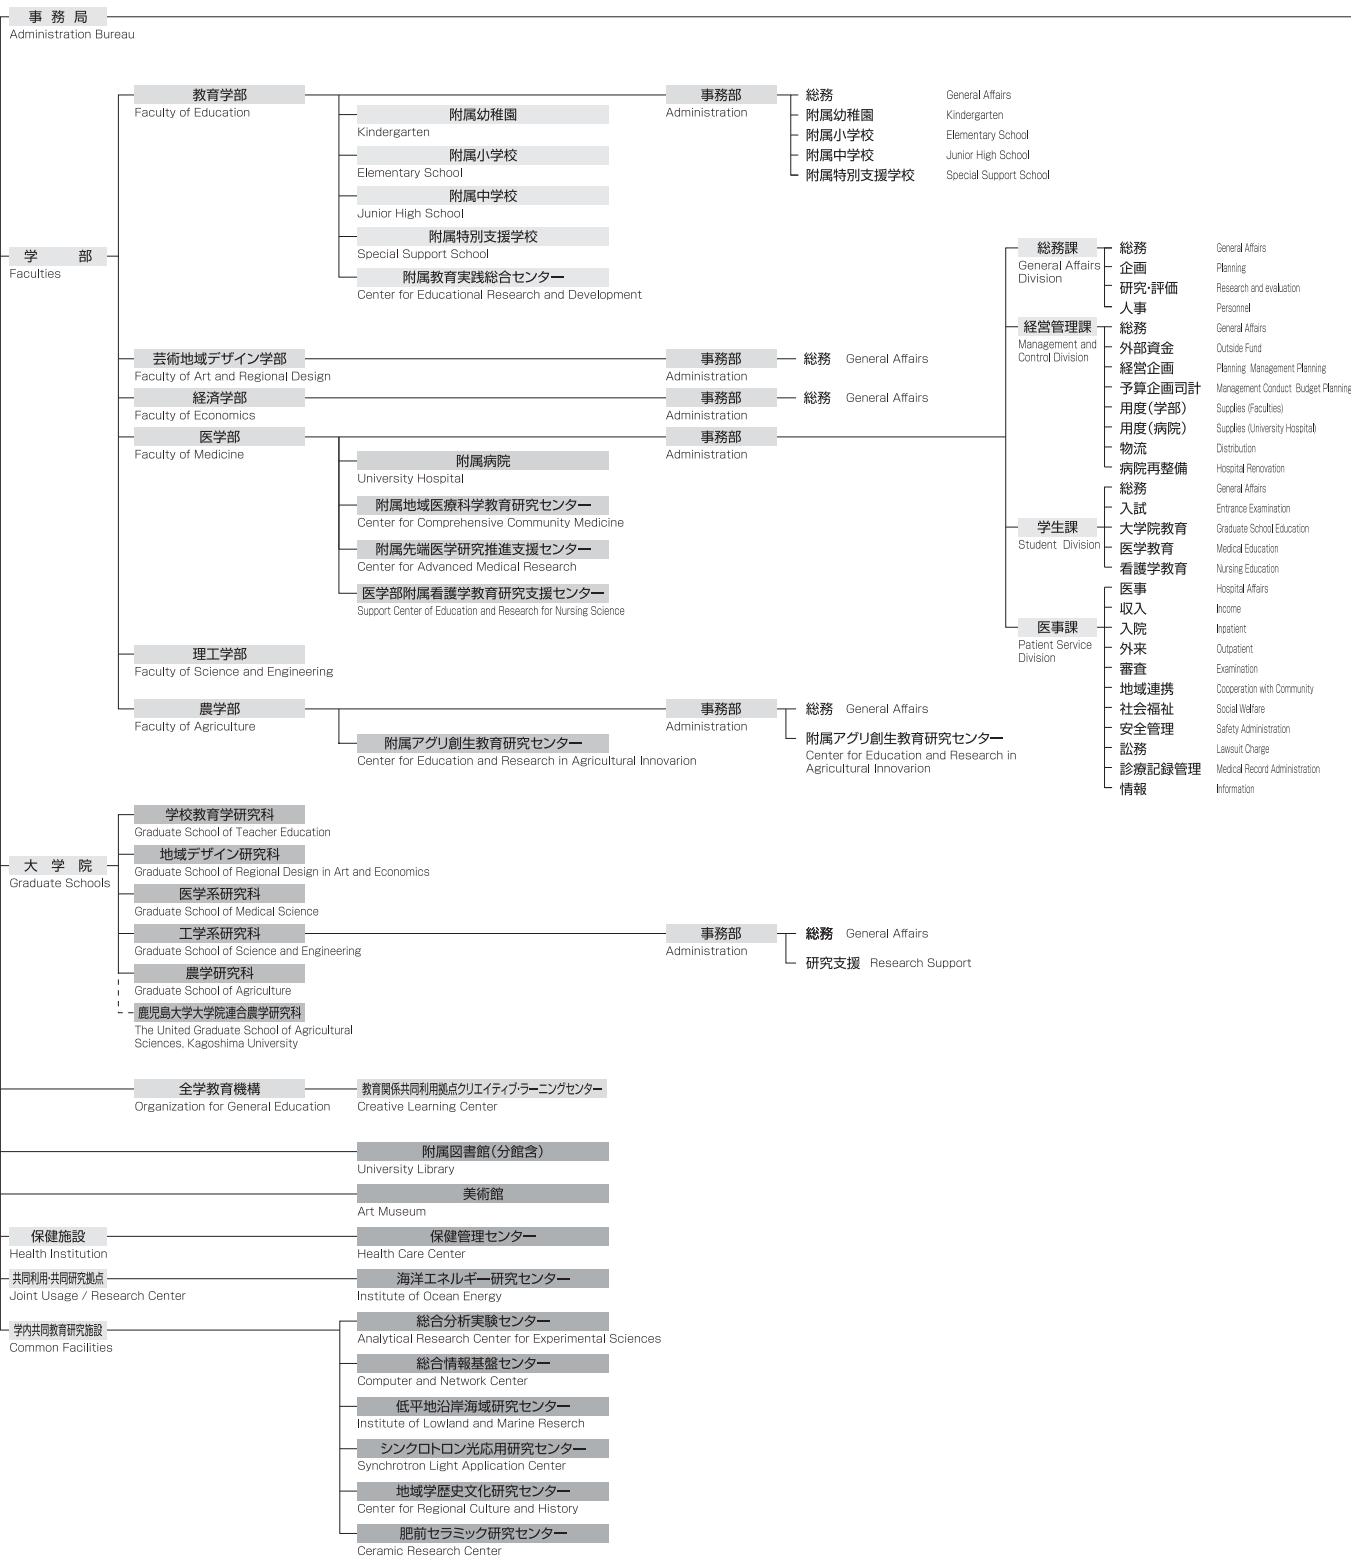 事務局
Administration Bureau
教育学部
Faculty of Education
附属幼稚園
Kindergarten
附属小学校
Elementary School
附属中学校
Junior High School
附属特別支援学校
Special Support School
附属教育実践総合センター
Center for Educational Research and Development
事務部
Administration
総務 General Affairs
附属幼稚園 Kindergarten
附属小学校 Elementary School
附属中学校 Junior High School
附属特別支援学校 Special Support School
学部
Faculties
芸術地域デザイン学部
Faculty of Art and Regional Design
事務部
Administration
総務 General Affairs
経済学部
Faculty of Economics
事務部
Administration
総務 General Affairs
医学部
Faculty of Medicine
附属病院
University Hospital
附属地域医療科学教育研究センター
Center for Comprehensive Community Medicine
附属先端医学研究推進支援センター
Center for Advanced Medical Research
医学部附属看護学教育研究支援センター
Support Center of Education and Research for Nursing Science
事務部
Administration
総務課
General Affairs
Division
総務 General Affairs
企画 Planning
研究・評価 Research and evaluation
人事 Personnel
経営管理課
Management and
Control Division
総務 General Affairs
外部資金 Outside Fund
経営企画 Planning Management Planning
予算企画司計 Management Conduct Budget Planning
用度(学部) Supplies (Faculties)
用度(病院) Supplies (University Hospital)
物流 Distribution
病院再整備 Hospital Renovation
学生課
Student Division
総務 General Affairs
入試 Entrance Examination
大学院教育 Graduate School Education
医学教育 Medical Education
看護学教育 Nursing Education
医事課
Patient Service
Division
医事 Hospital Affairs
収入 Income
入院 Inpatient
外来 Outpatient
審査 Examination
地域連携 Cooperation with Community
社会福祉 Social Welfare
安全管理 Safety Administration
訟務 Lawsuit Charge
診療記録管理 Medical Record Administration
情報 Information
理工学部
Faculty of Science and Engineering
農学部
Faculty of Agriculture
附属アグリ創生教育研究センター
Center for Education and Research in Agricultural Innovarion
事務部
Administration
総務 General Affairs
附属アグリ創生教育研究センター
Center for Education and Research in
Agricultural Innovarion
大学院
Graduate Schools
学校教育学研究科
Graduate School of Teacher Education
地域デザイン研究科
Graduate School of Regional Design in Art and Economics
医学系研究科
Graduate School of Medical Science
工学系研究科
Graduate School of Science and Engineering
事務部
Administration
総務 General Affairs
研究支援 Research Support
農学研究科
Graduate School of Agriculture
鹿児島大学大学院連合農学研究科
The United Graduate School of Agricultural
Sciences, Kagoshima University
全学教育機構
Organization for General Education
教育関係共同利用拠点クリエイティブ・ラーニングセンター
Creative Learning Center
附属図書館(分館含)
University Library
美術館
Art Museum
保健施設
Health Institution
保健管理センター
Health Care Center
共同利用・共同研究拠点
Joint Usage / Research Center
海洋エネルギー研究センター
Institute of Ocean Energy
学内共同教育研究施設
Common Facilities
総合分析実験センター
Analytical Research Center for Experimental Sciences
総合情報基盤センター
Computer and Network Center
低平地沿岸海域研究センター
Institute of Lowland and Marine Reserch
シンクロトロン光応用研究センター
Synchrotron Light Application Center
地域学歴史文化研究センター
Center for Regional Culture and History
肥前セラミック研究センター
Ceramic Research Center